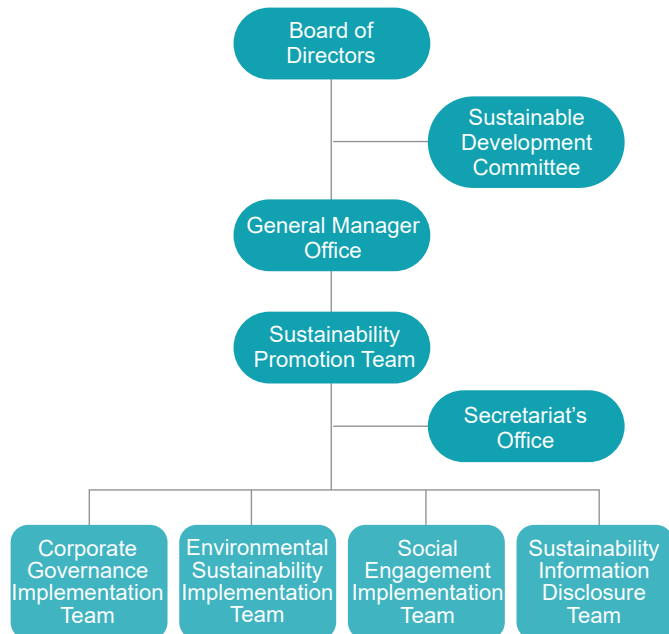 Board of
Directors
Sustainable
Development
Committee
General Manager
Office
Sustainability
Promotion Team
Secretariat’s
Office
Corporate
Governance
Implementation
Team
Environmental
Sustainability
Implementation
Team
Social
Engagement
Implementation
Team
Sustainability
Information
Disclosure
Team